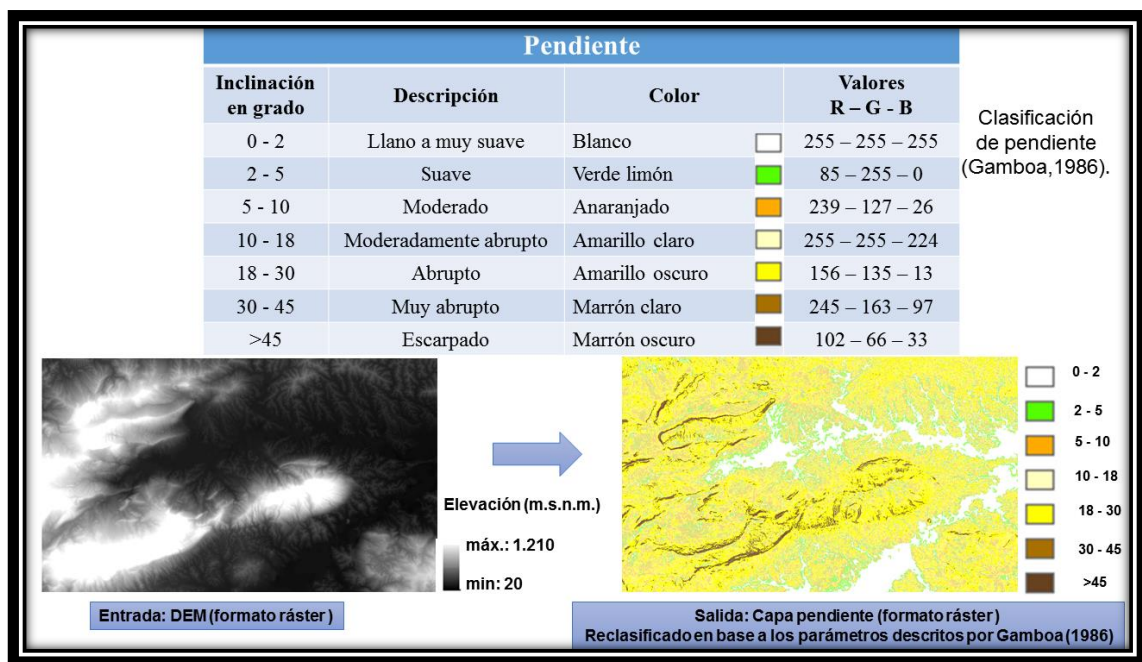 Pendiente
Inclinación en grado Descripción Color Valores R – G - B
0 - 2 Llano a muy suave Blanco 255 – 255 – 255
2 - 5 Suave Verde limón 85 – 255 – 0
5 - 10 Moderado Anaranjado 239 – 127 – 26
10 - 18 Moderadamente abrupto Amarillo claro 255 – 255 – 224
18 - 30 Abrupto Amarillo oscuro 156 – 135 – 13
30 - 45 Muy abrupto Marrón claro 245 – 163 – 97
>45 Escarpado Marrón oscuro 102 – 66 – 33
Clasificación
de pendiente
(Gamboa,1986).
Elevación (m.s.n.m.)
máx.: 1.210
min: 20
0 - 2
2 - 5
5 - 10
10 - 18
18 - 30
30 - 45
>45
Entrada: DEM (formato ráster)
Salida: Capa pendiente (formato ráster)
Reclasificado en base a los parámetros descritos por Gamboa (1986)